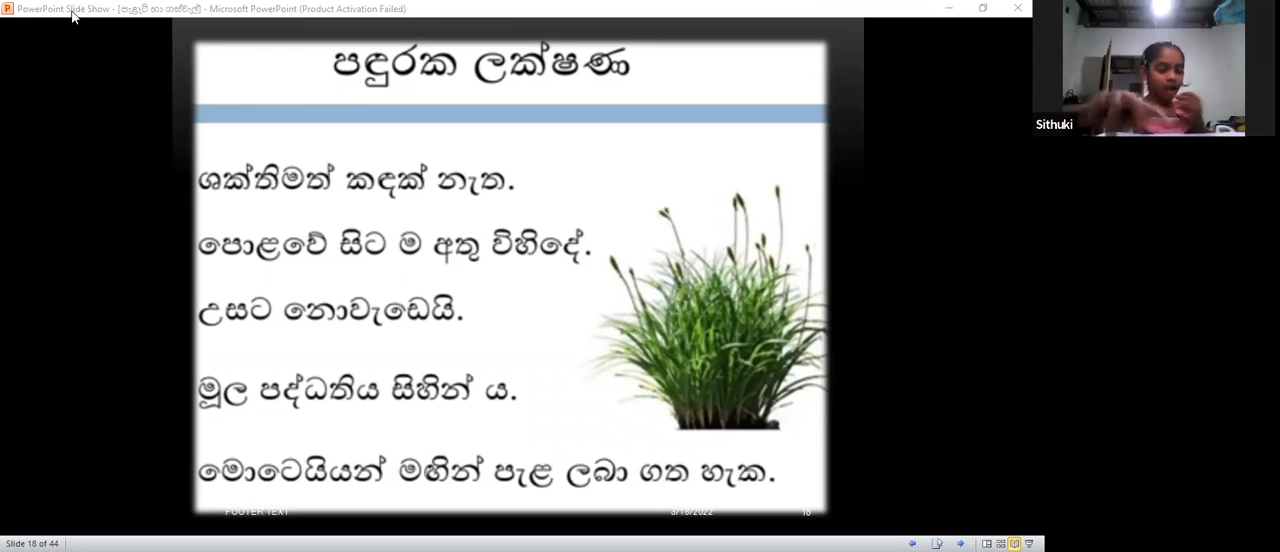 PowerPoint Slide Show - [පැළෑටි හා ගස්වැල්] - Microsoft PowerPoint (Product Activation Failed)
පඳුරක ලක්ෂණ
Sithuki
ශක්තිමත් කඳක් නැත.
පොළවේ සිට ම අතු විහිදේ.
උසට නොවැඩෙයි.
මූල පද්ධතිය සිහින් ය.
මොටෙයියන් මඟින් පැළ ලබා ගත හැක.
FOOTER TEXT
3/18/2022
18
Slide 18 of 44